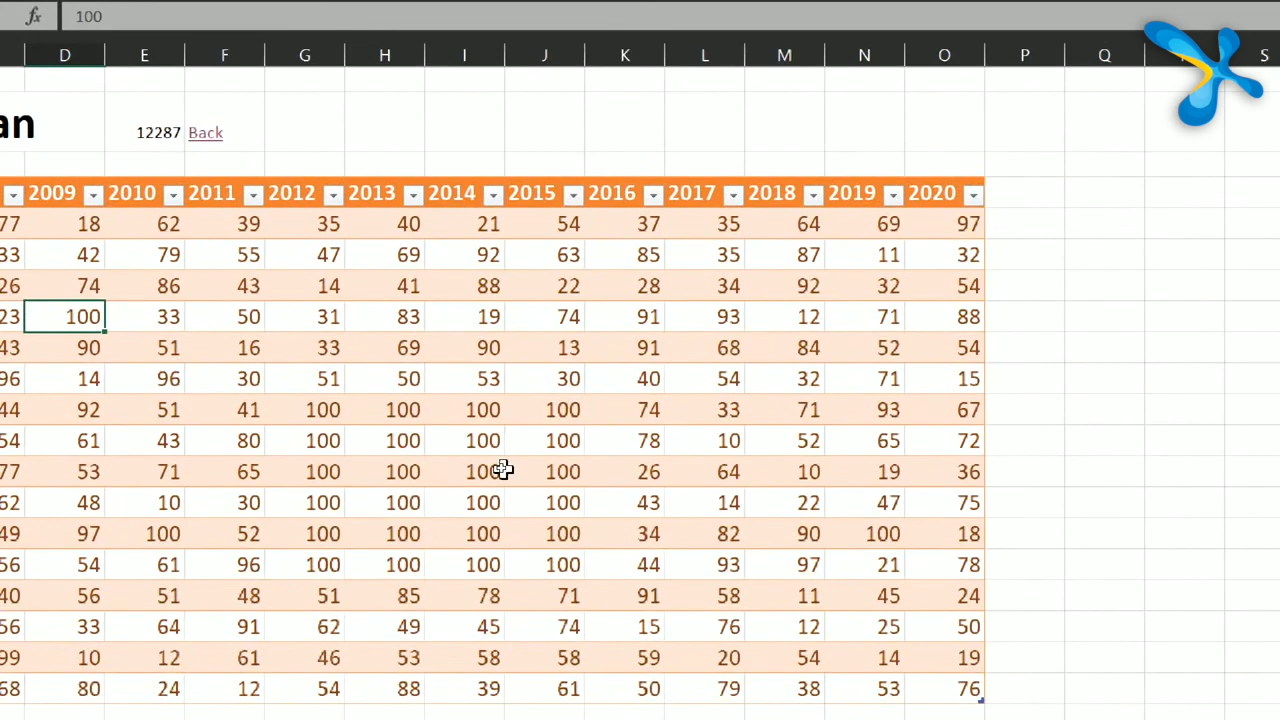 fx 100
D E F G H I J K L M N O P Q S
an 12287 Back
2009 2010 2011 2012 2013 2014 2015 2016 2017 2018 2019 2020
77 18 62 39 35 40 21 54 37 35 64 69 97
33 42 79 55 47 69 92 63 85 35 87 11 32
26 74 86 43 14 41 88 22 28 34 92 32 54
23 100 33 50 31 83 19 74 91 93 12 71 88
43 90 51 16 33 69 90 13 91 68 84 52 54
96 14 96 30 51 50 53 30 40 54 32 71 15
44 92 51 41 100 100 100 100 74 33 71 93 67
54 61 43 80 100 100 100 100 78 10 52 65 72
77 53 71 65 100 100 100 100 26 64 10 19 36
62 48 10 30 100 100 100 100 43 14 22 47 75
49 97 100 52 100 100 100 100 34 82 90 100 18
56 54 61 96 100 100 100 100 44 93 97 21 78
40 56 51 48 51 85 78 71 91 58 11 45 24
56 33 64 91 62 49 45 74 15 76 12 25 50
99 10 12 61 46 53 58 58 59 20 54 14 19
68 80 24 12 54 88 39 61 50 79 38 53 76